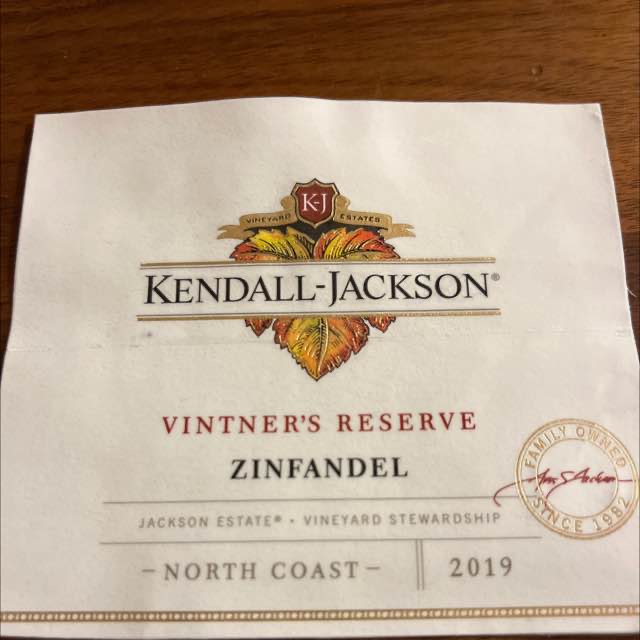 K-J
VINEYARD ESTATES
KENDALL-JACKSON®
VINTNER'S RESERVE
ZINFANDEL
FAMILY OWNED
SINCE 1982
JACKSON ESTATE® • VINEYARD STEWARDSHIP
- NORTH COAST - 2019